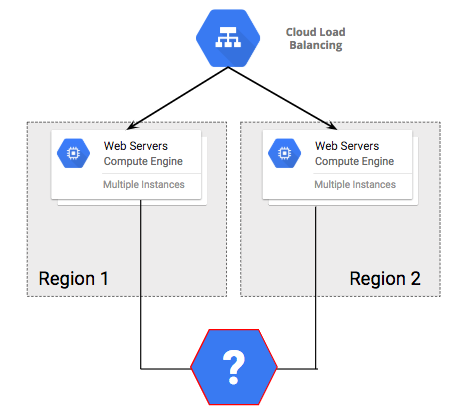 Cloud Load
Balancing
Web Servers
Compute Engine
Multiple Instances
Web Servers
Compute Engine
Multiple Instances
Region 1
Region 2
?